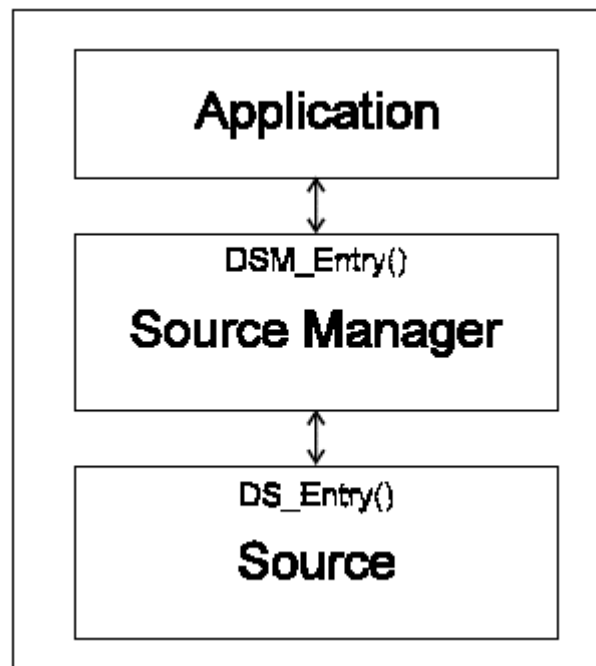 Application
DSM_Entry()
Source Manager
DS_Entry()
Source